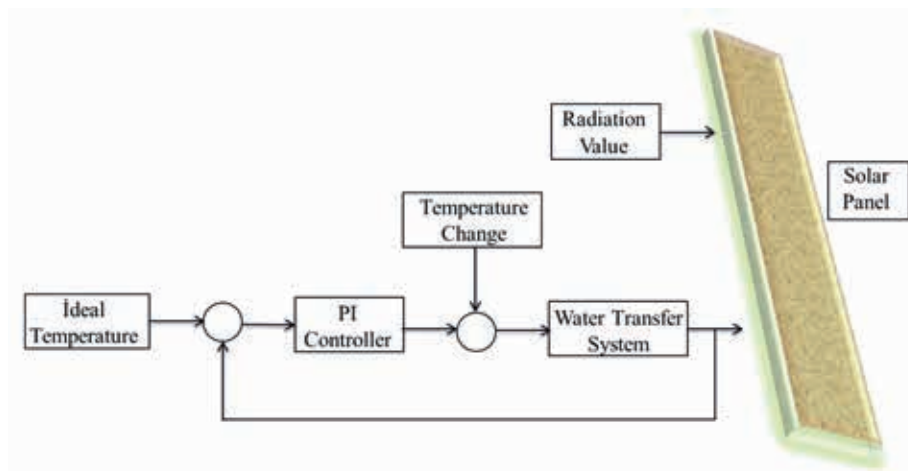 Radiation
Value
Solar
Panel
Temperature
Change
İdeal
Temperature
PI
Controller
Water Transfer
System